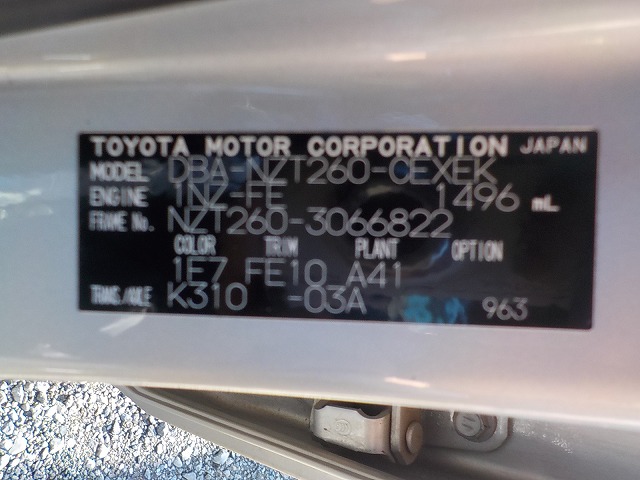 TOYOTA MOTOR CORPORATION JAPAN
MODEL DBA-NZT260-CEXEK
ENGINE 1NZ-FE 1496 mL
FRAME No. NZT260-3066822
COLOR TRIM PLANT OPTION
1E7 FE10 A41
TRANS/AXLE K310 -03A 963